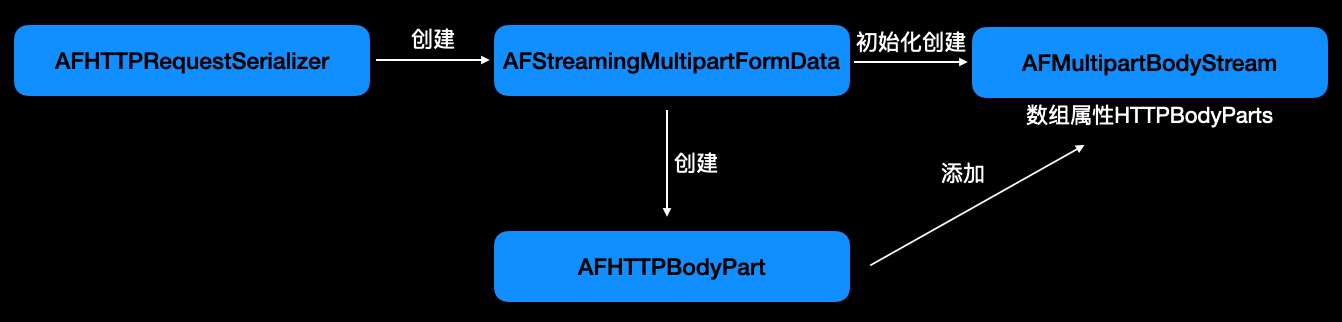 AFHTTPRequestSerializer
创建
AFStreamingMultipartFormData
初始化创建
AFMultipartBodyStream
数组属性HTTPBodyParts
创建
添加
AFHTTPBodyPart